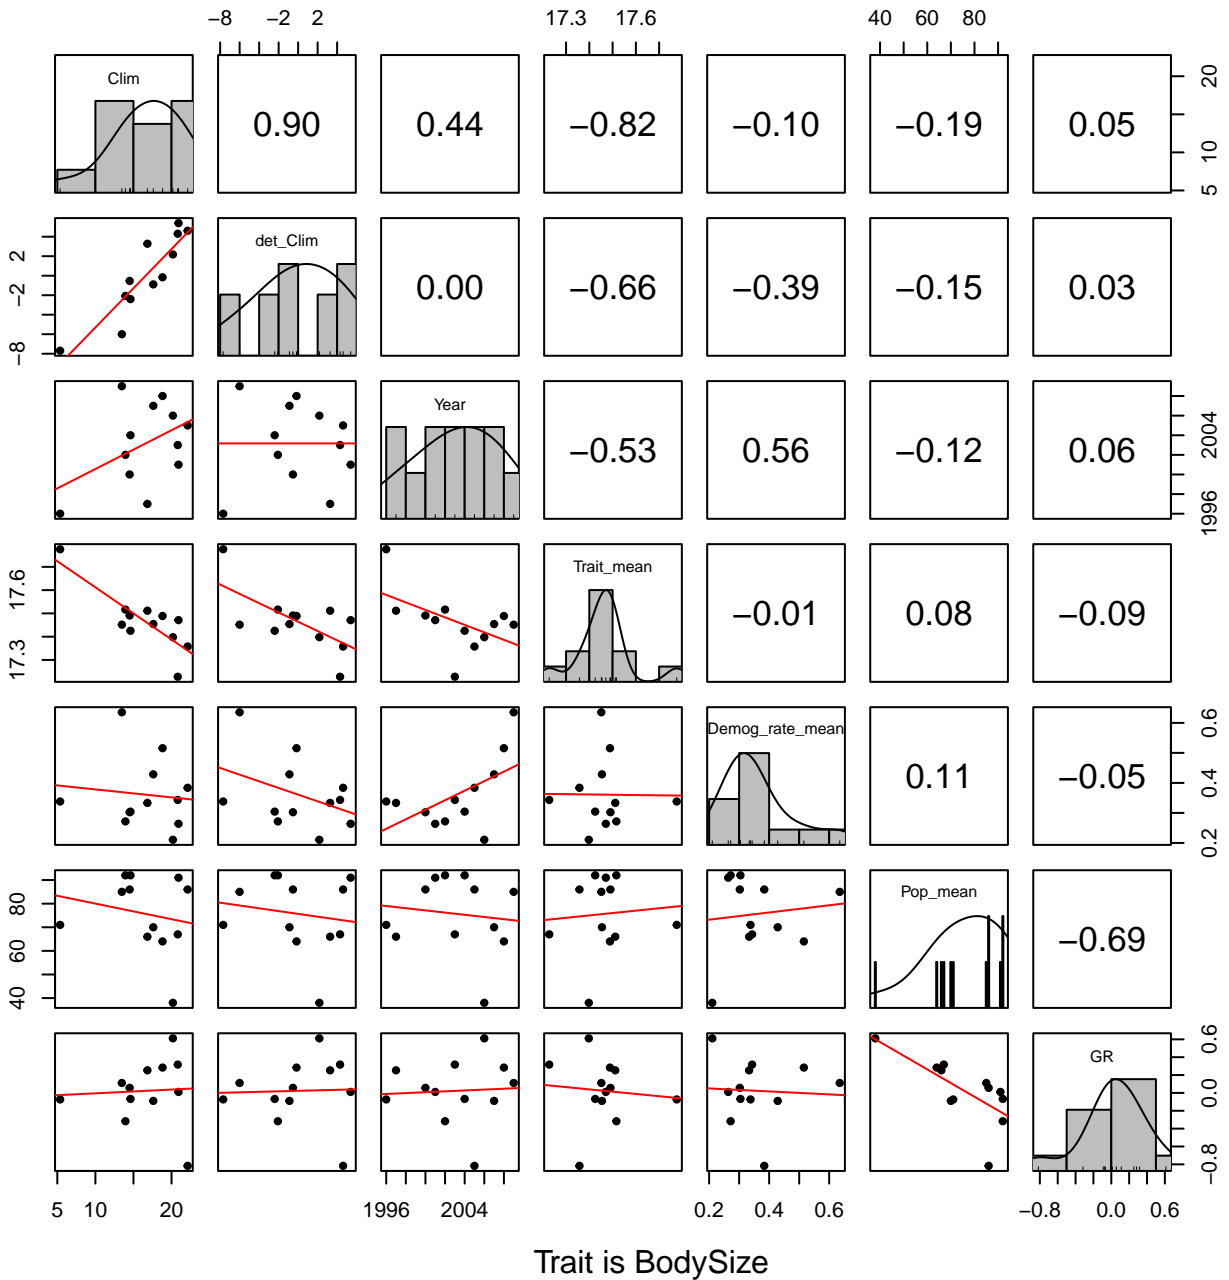 −8 −2 2 17.3 17.6 40 60 80
Clim 0.90 0.44 −0.82 −0.10 −0.19 0.05 5 10 20
−8 −2 2 det_Clim 0.00 −0.66 −0.39 −0.15 0.03
Year −0.53 0.56 −0.12 0.06 1996 2004
17.3 17.6 Trait_mean −0.01 0.08 −0.09
Demog_rate_mean 0.11 −0.05 0.2 0.4 0.6
40 60 80 Pop_mean −0.69
GR −0.8 0.0 0.6
5 10 20 1996 2004 0.2 0.4 0.6 −0.8 0.0 0.6
Trait is BodySize